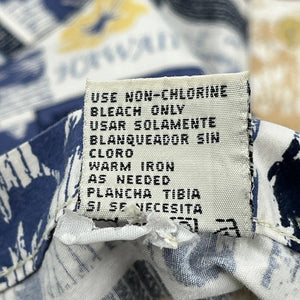 USE NON-CHLORINE
BLEACH ONLY
USAR SOLAMENTE
BLANQUEADOR SIN
CLORO
WARM IRON
AS NEEDED
PLANCHA TIBIA
SI SE NECESITA